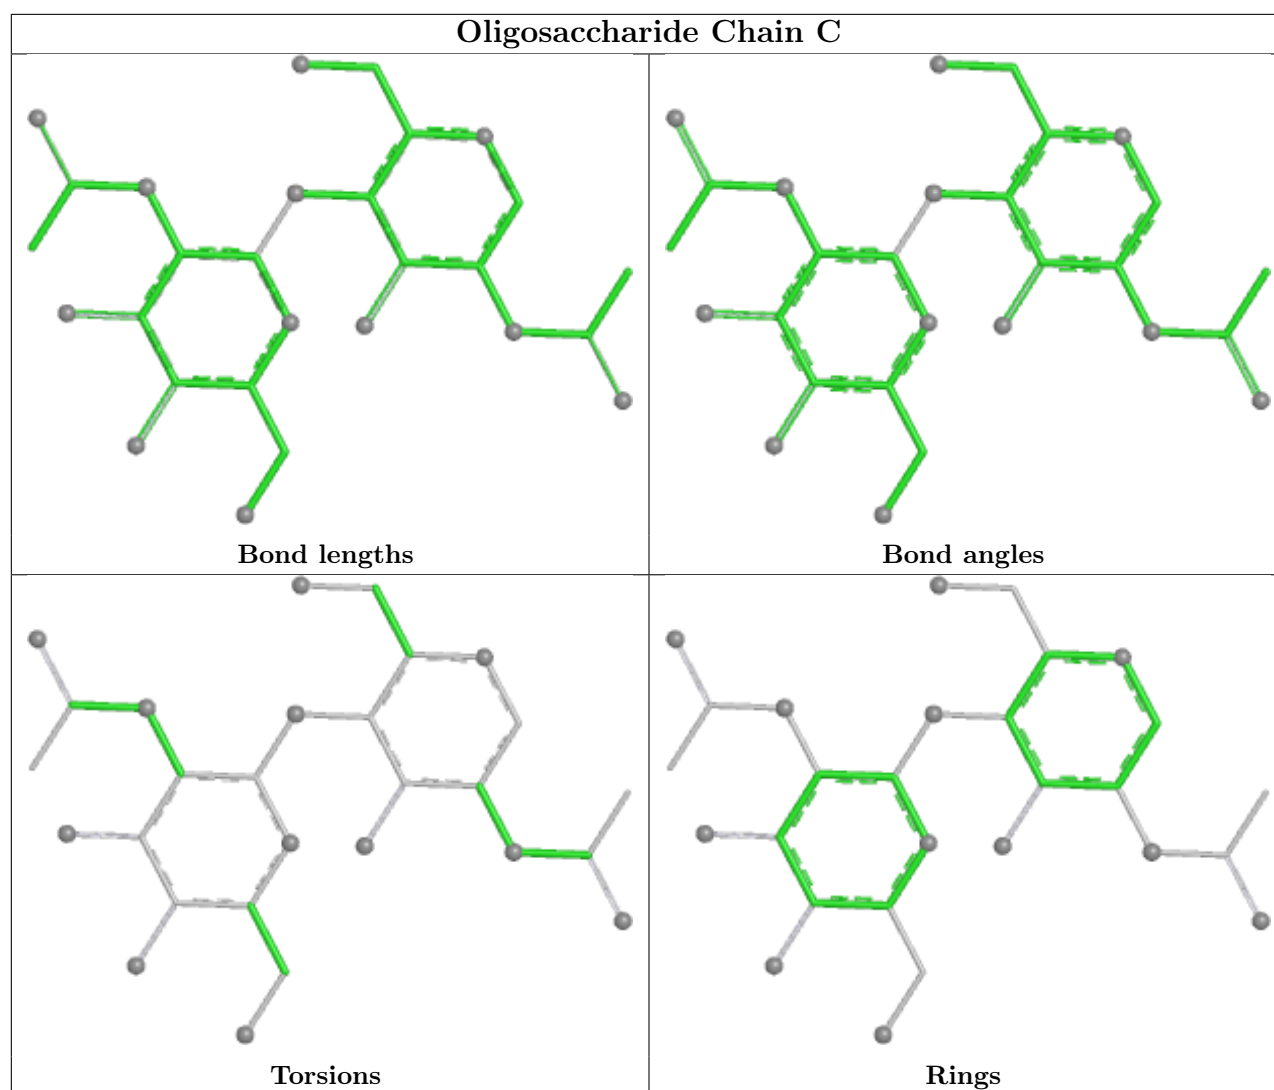 Oligosaccharide Chain C
Bond lengths
Bond angles
Torsions
Rings